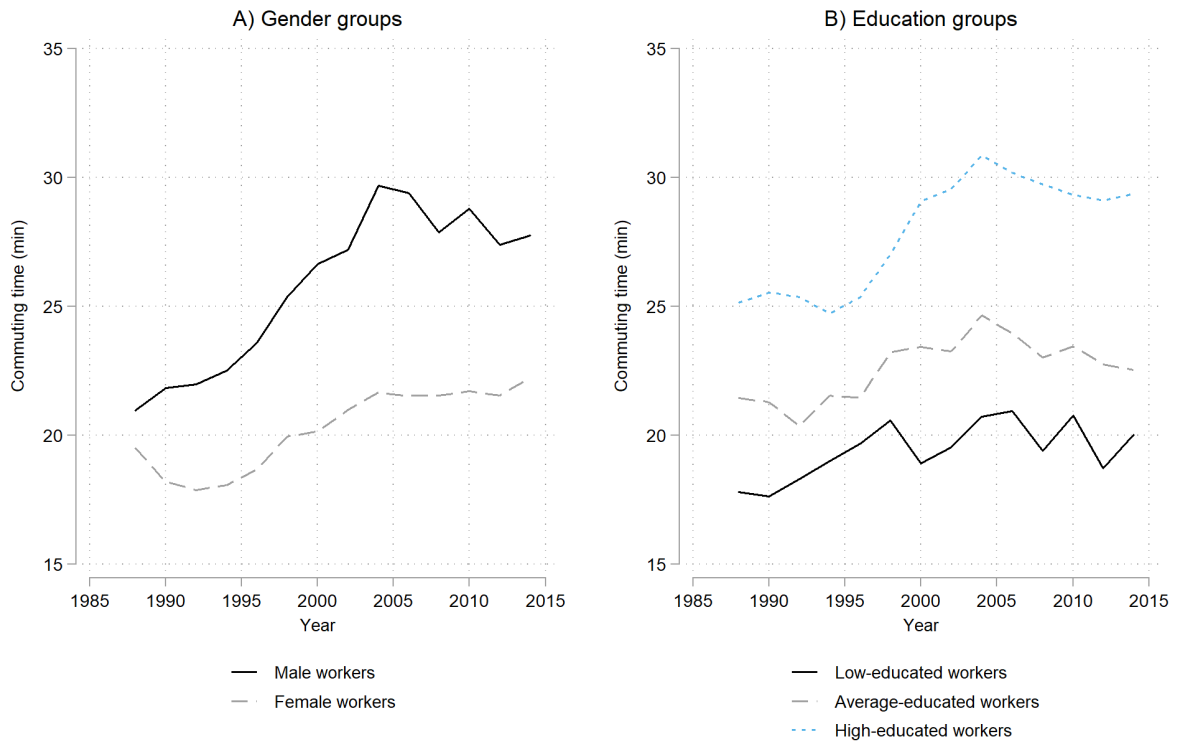 A) Gender groups
35
30
25
20
15
Commuting time (min)
1985 1990 1995 2000 2005 2010 2015
Year
Male workers
Female workers
B) Education groups
35
30
25
20
15
Commuting time (min)
1985 1990 1995 2000 2005 2010 2015
Year
Low-educated workers
Average-educated workers
High-educated workers